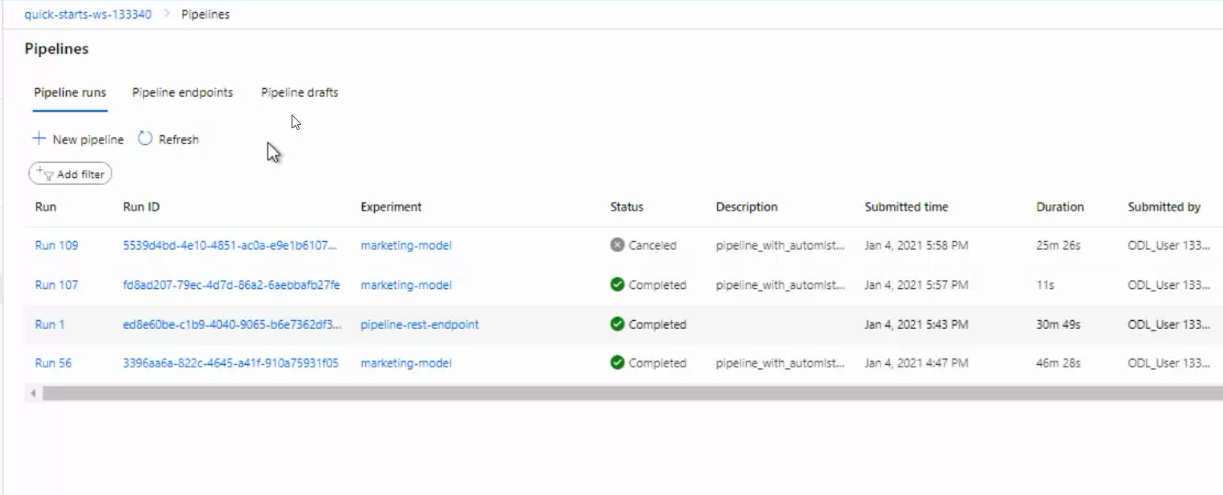 quick-starts-ws-133340 > Pipelines
Pipelines
Pipeline runs Pipeline endpoints Pipeline drafts
+ New pipeline Refresh
Add filter
Run Run ID Experiment Status Description Submitted time Duration Submitted by
Run 109 5539d4bd-4e10-4851-ac0a-e9e1b6107... marketing-model Canceled pipeline_with_automlst... Jan 4, 2021 5:58 PM 25m 26s ODL_User 133...
Run 107 fd8ad207-79ec-4d7d-86a2-6aebbafb27fe marketing-model Completed pipeline_with_automlst... Jan 4, 2021 5:57 PM 11s ODL_User 133...
Run 1 ed8e60be-c1b9-4040-9065-b6e7362df3... pipeline-rest-endpoint Completed Jan 4, 2021 5:43 PM 30m 49s ODL_User 133...
Run 56 3396aa6a-822c-4645-a41f-910a75931f05 marketing-model Completed pipeline_with_automlst... Jan 4, 2021 4:47 PM 46m 28s ODL_User 133...